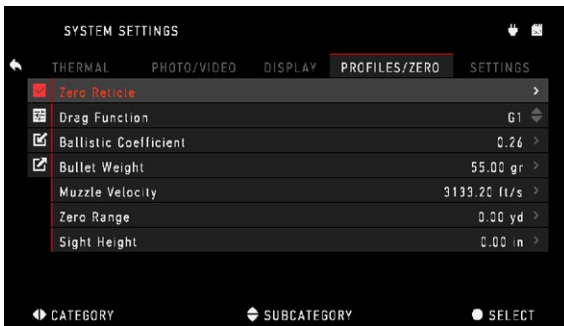 SYSTEM SETTINGS
THERMAL PHOTO/VIDEO DISPLAY PROFILES/ZERO SETTINGS
Zero Reticle
Drag Function G1
Ballistic Coefficient 0.26
Bullet Weight 55.00 gr
Muzzle Velocity 3133.20 ft/s
Zero Range 0.00 yd
Sight Height 0.00 in
CATEGORY SUBCATEGORY SELECT